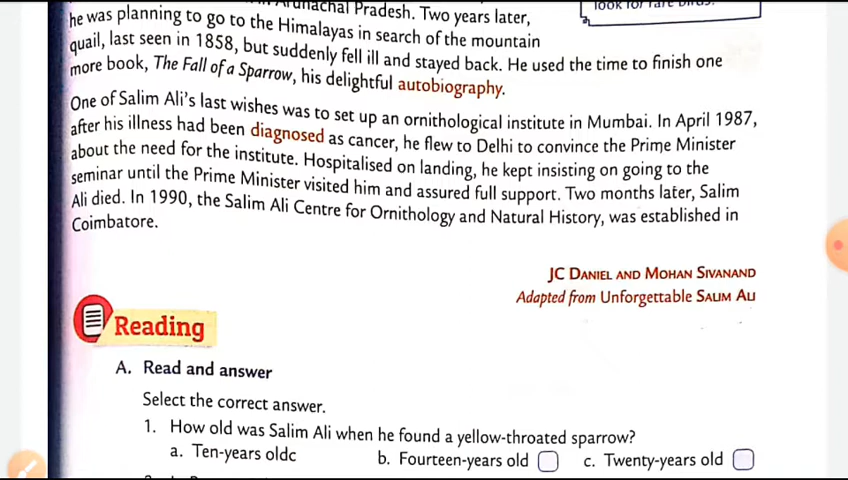 Arunachal Pradesh. Two years later,
look for rare birds.
he was planning to go to the Himalayas in search of the mountain
quail, last seen in 1858, but suddenly fell ill and stayed back. He used the time to finish one
more book, The Fall of a Sparrow, his delightful autobiography.
One of Salim Ali's last wishes was to set up an ornithological institute in Mumbai. In April 1987,
after his illness had been diagnosed as cancer, he flew to Delhi to convince the Prime Minister
about the need for the institute. Hospitalised on landing, he kept insisting on going to the
seminar until the Prime Minister visited him and assured full support. Two months later, Salim
Ali died. In 1990, the Salim Ali Centre for Ornithology and Natural History, was established in
Coimbatore.
JC DANIEL AND MOHAN SIVANAND
Adapted from Unforgettable SALIM ALI
Reading
A. Read and answer
Select the correct answer.
1. How old was Salim Ali when he found a yellow-throated sparrow?
a. Ten-years oldc b. Fourteen-years old c. Twenty-years old